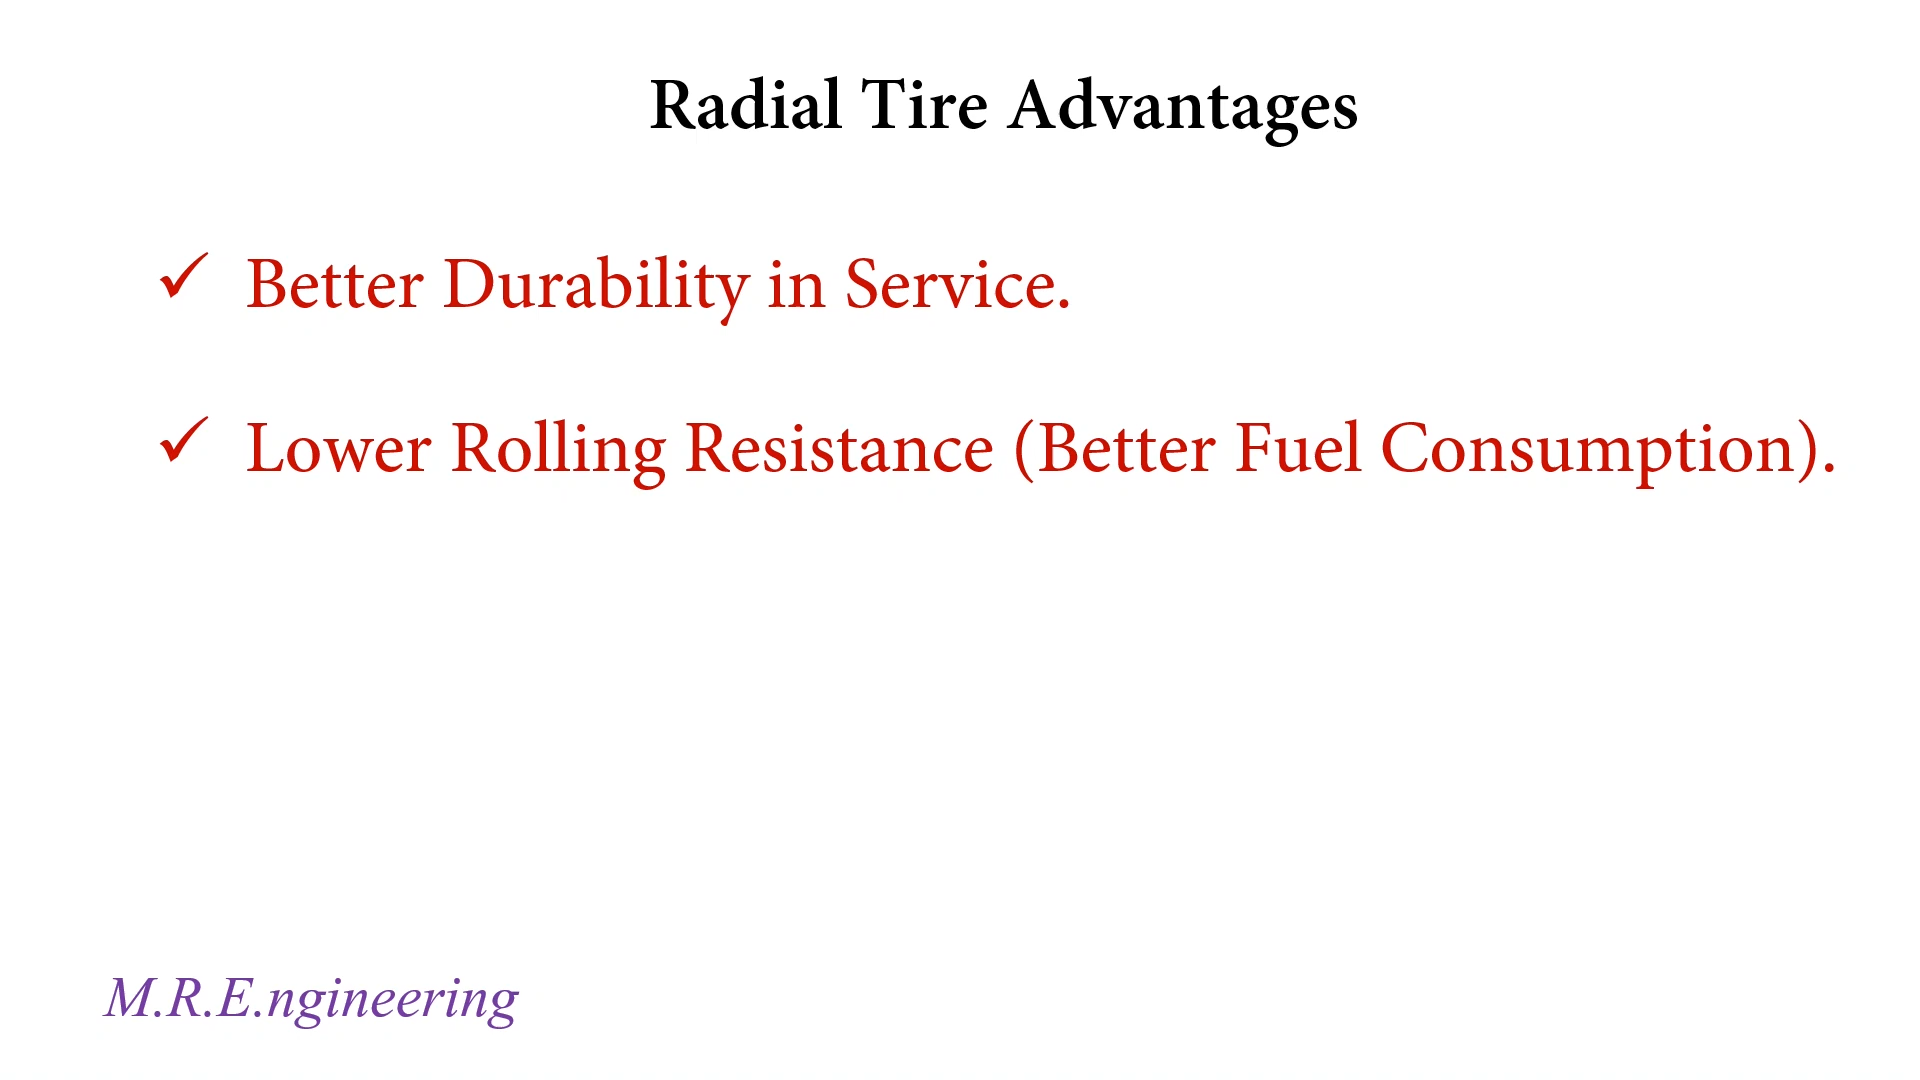 Radial Tire Advantages
✓ Better Durability in Service.
✓ Lower Rolling Resistance (Better Fuel Consumption).
M.R.E.ngineering